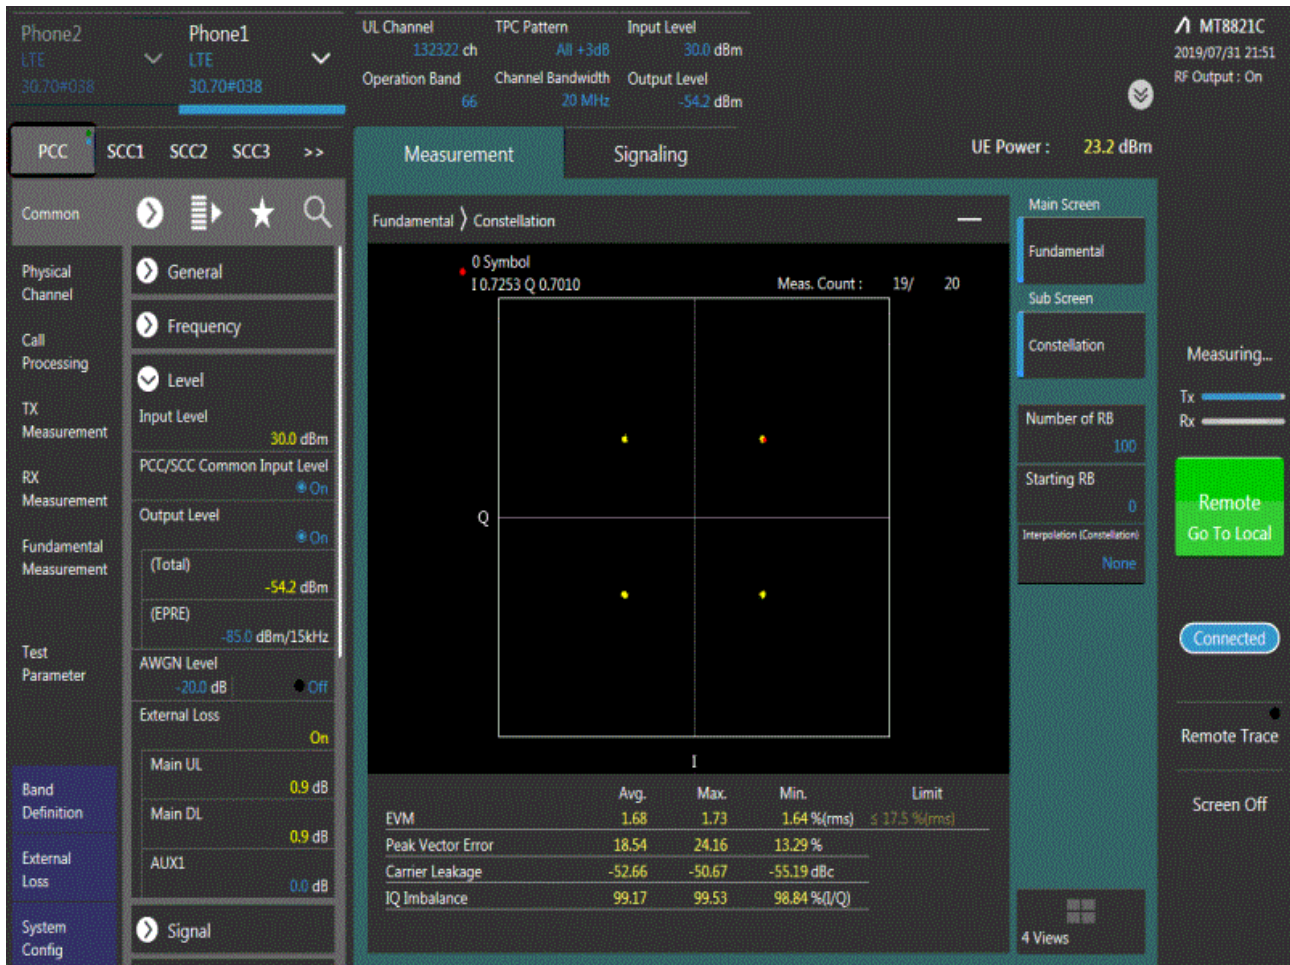 Phone2
LTE
30.70#038
Phone1
LTE
30.70#038
UL Channel
132322 ch
TPC Pattern
All +3dB
Input Level
30.0 dBm
Operation Band
66
Channel Bandwidth
20 MHz
Output Level
-54.2 dBm
MT8821C
2019/07/31 21:51
RF Output : On
PCC SCC1 SCC2 SCC3 >>
Measurement
Signaling
UE Power : 23.2 dBm
Common
Physical
Channel
Call
Processing
TX
Measurement
RX
Measurement
Fundamental
Measurement
Test
Parameter
Band
Definition
External
Loss
System
Config
General
Frequency
Level
Input Level
30.0 dBm
PCC/SCC Common Input Level
On
Output Level
On
(Total)
-54.2 dBm
(EPRE)
-85.0 dBm/15kHz
AWGN Level
-20.0 dB Off
External Loss
On
Main UL
0.9 dB
Main DL
0.9 dB
AUX1
0.0 dB
Signal
Fundamental Constellation
0 Symbol
I 0.7253 Q 0.7010
Meas. Count : 19/ 20
Q
I
Avg. Max. Min. Limit
EVM 1.68 1.73 1.64 %(rms) ≤ 17.5 %(rms)
Peak Vector Error 18.54 24.16 13.29 %
Carrier Leakage -52.66 -50.67 -55.19 dBc
IQ Imbalance 99.17 99.53 98.84 %(I/Q)
Main Screen
Fundamental
Sub Screen
Constellation
Number of RB
100
Starting RB
0
Interpolation (Constellation)
None
4 Views
Measuring...
Tx
Rx
Remote
Go To Local
Connected
Remote Trace
Screen Off